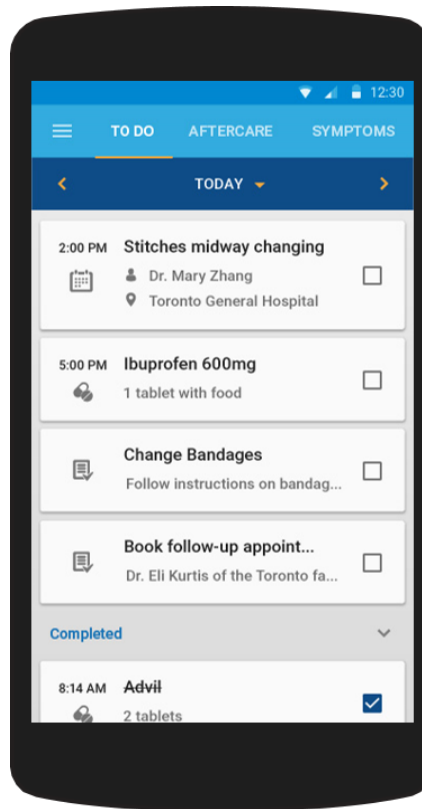 12:30
TO DO AFTERCARE SYMPTOMS
TODAY
2:00 PM Stitches midway changing
Dr. Mary Zhang
Toronto General Hospital
5:00 PM Ibuprofen 600mg
1 tablet with food
Change Bandages
Follow instructions on bandag...
Book follow-up appoint...
Dr. Eli Kurtis of the Toronto fa...
Completed
8:14 AM Advil
2 tablets